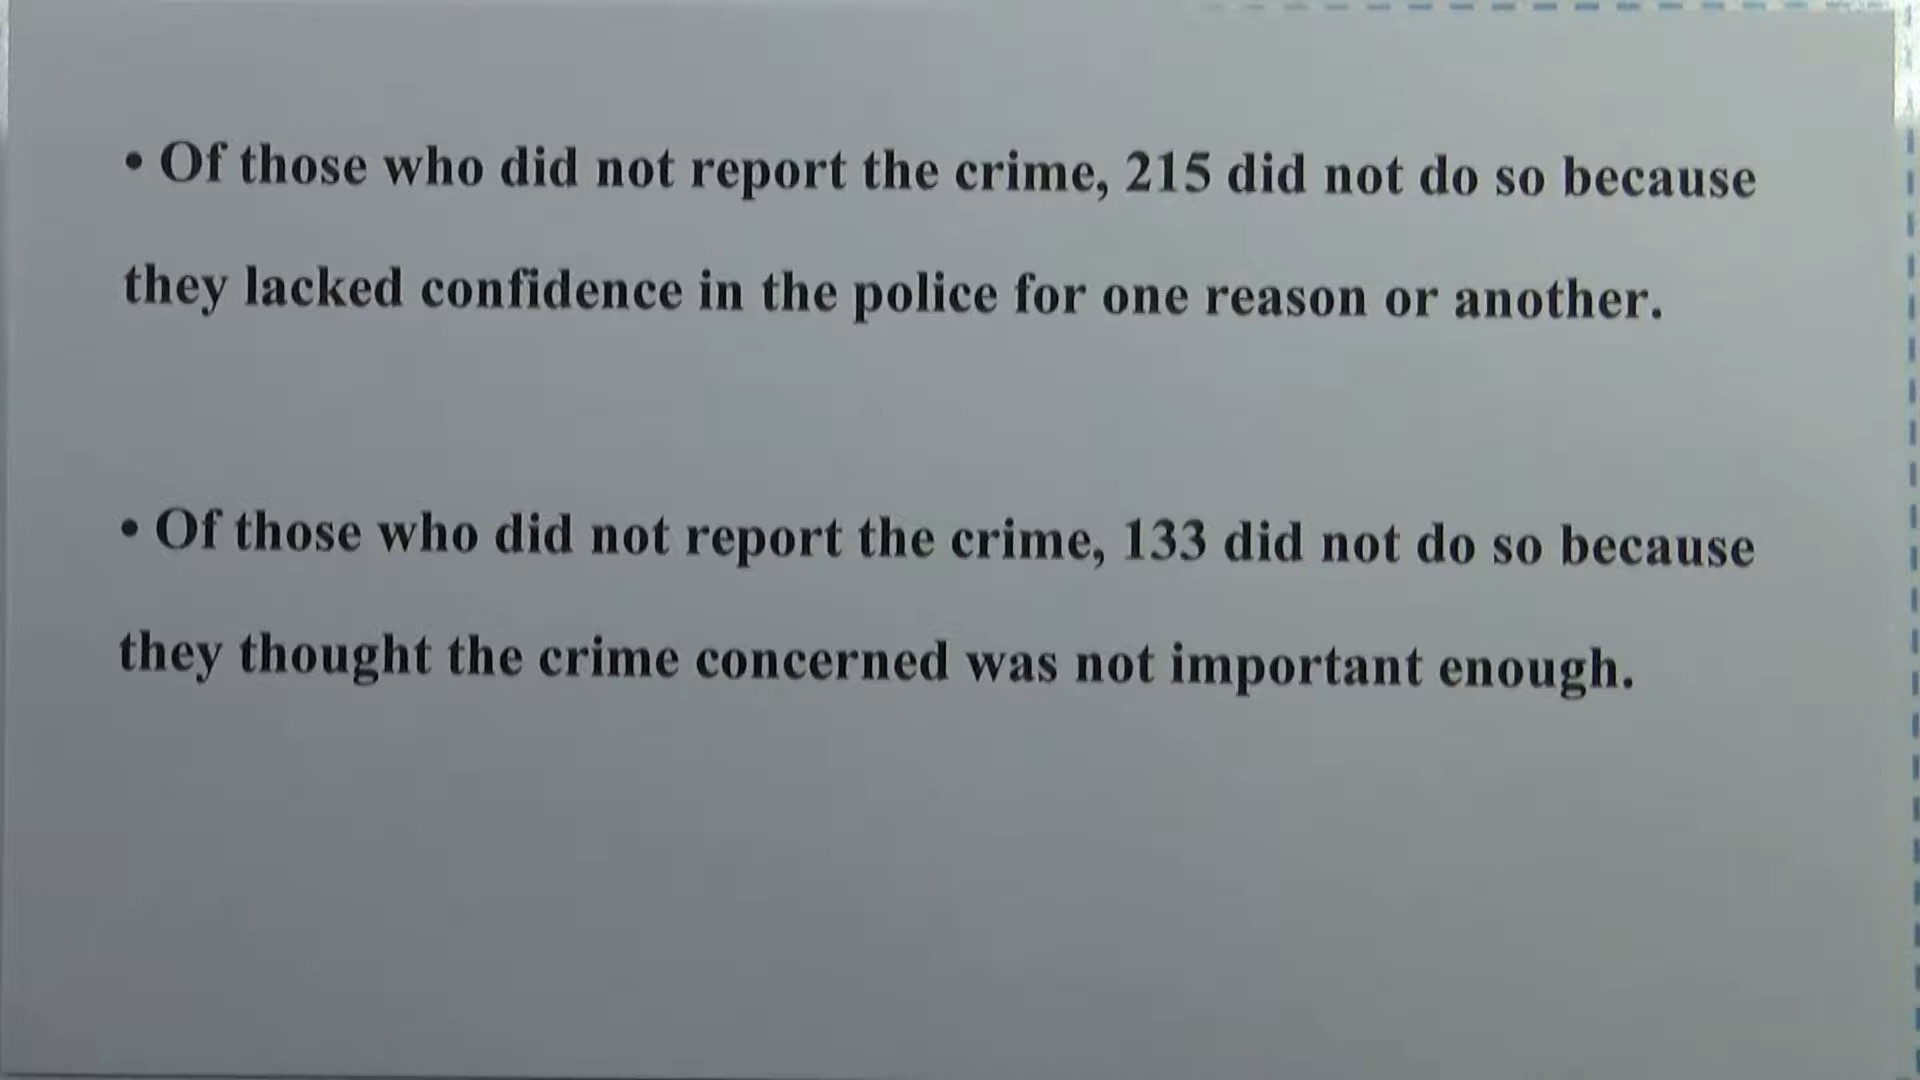 • Of those who did not report the crime, 215 did not do so because
they lacked confidence in the police for one reason or another.
• Of those who did not report the crime, 133 did not do so because
they thought the crime concerned was not important enough.